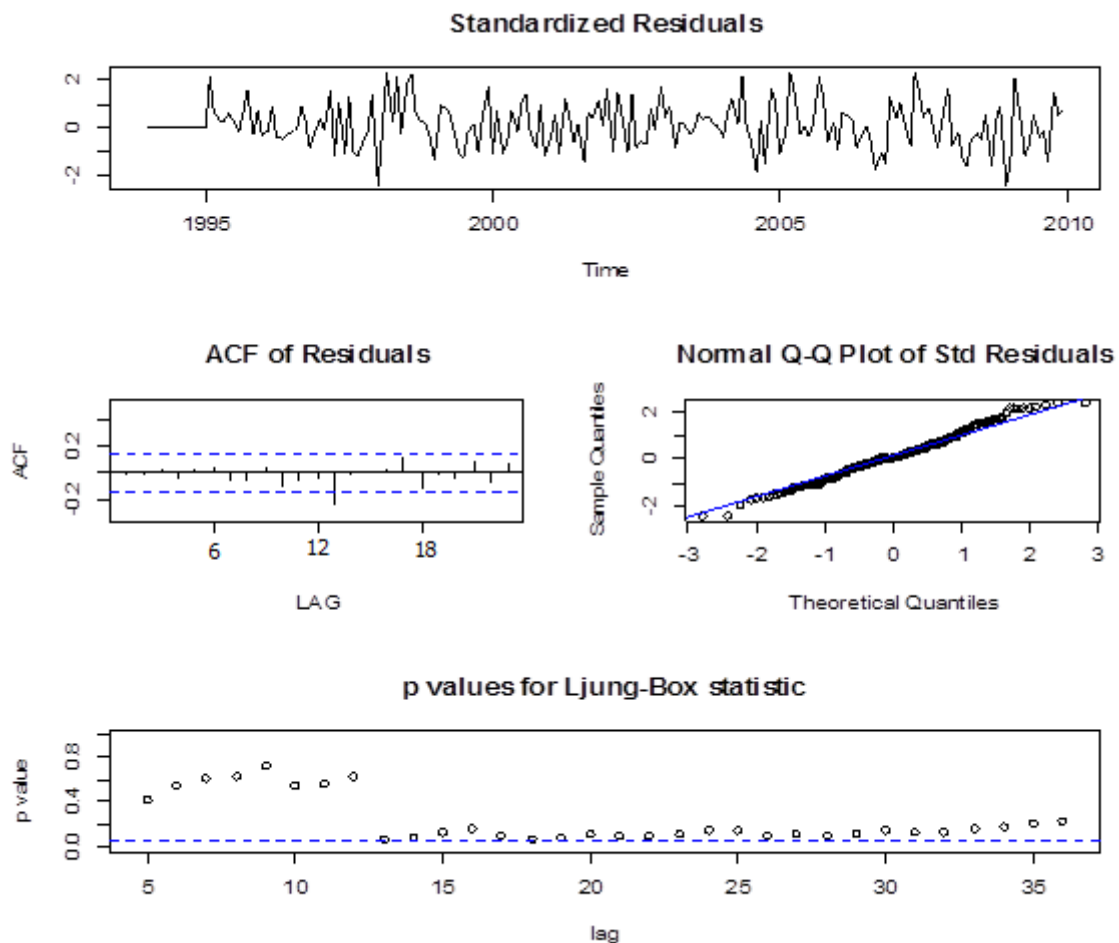 Standardized Residuals
2
0
-2
1995 2000 2005 2010
Time
ACF of Residuals
ACF
0.2
-0.2
6 12 18
LAG
Normal Q-Q Plot of Std Residuals
Sample Quantiles
2
0
-2
-3 -2 -1 0 1 2 3
Theoretical Quantiles
p values for Ljung-Box statistic
p value
0.8
0.4
0.0
5 10 15 20 25 30 35
lag